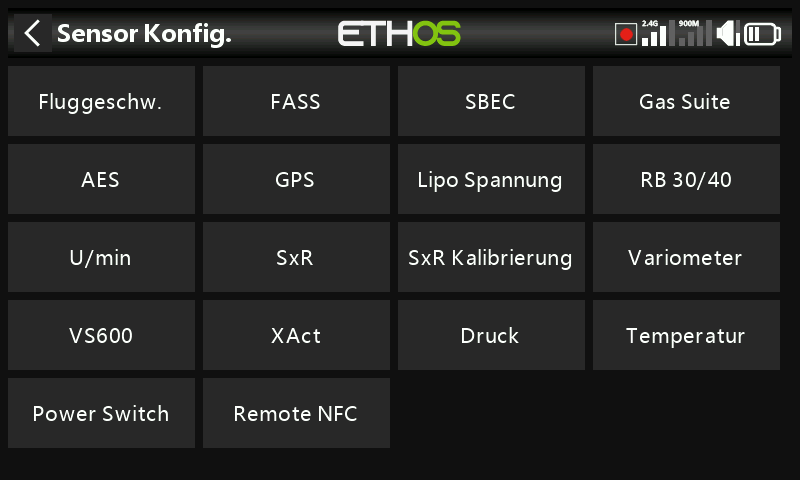 Sensor Konfig.
ETHOS
2.4G
900M
Fluggeschw.
FASS
SBEC
Gas Suite
AES
GPS
Lipo Spannung
RB 30/40
U/min
SxR
SxR Kalibrierung
Variometer
VS600
XAct
Druck
Temperatur
Power Switch
Remote NFC